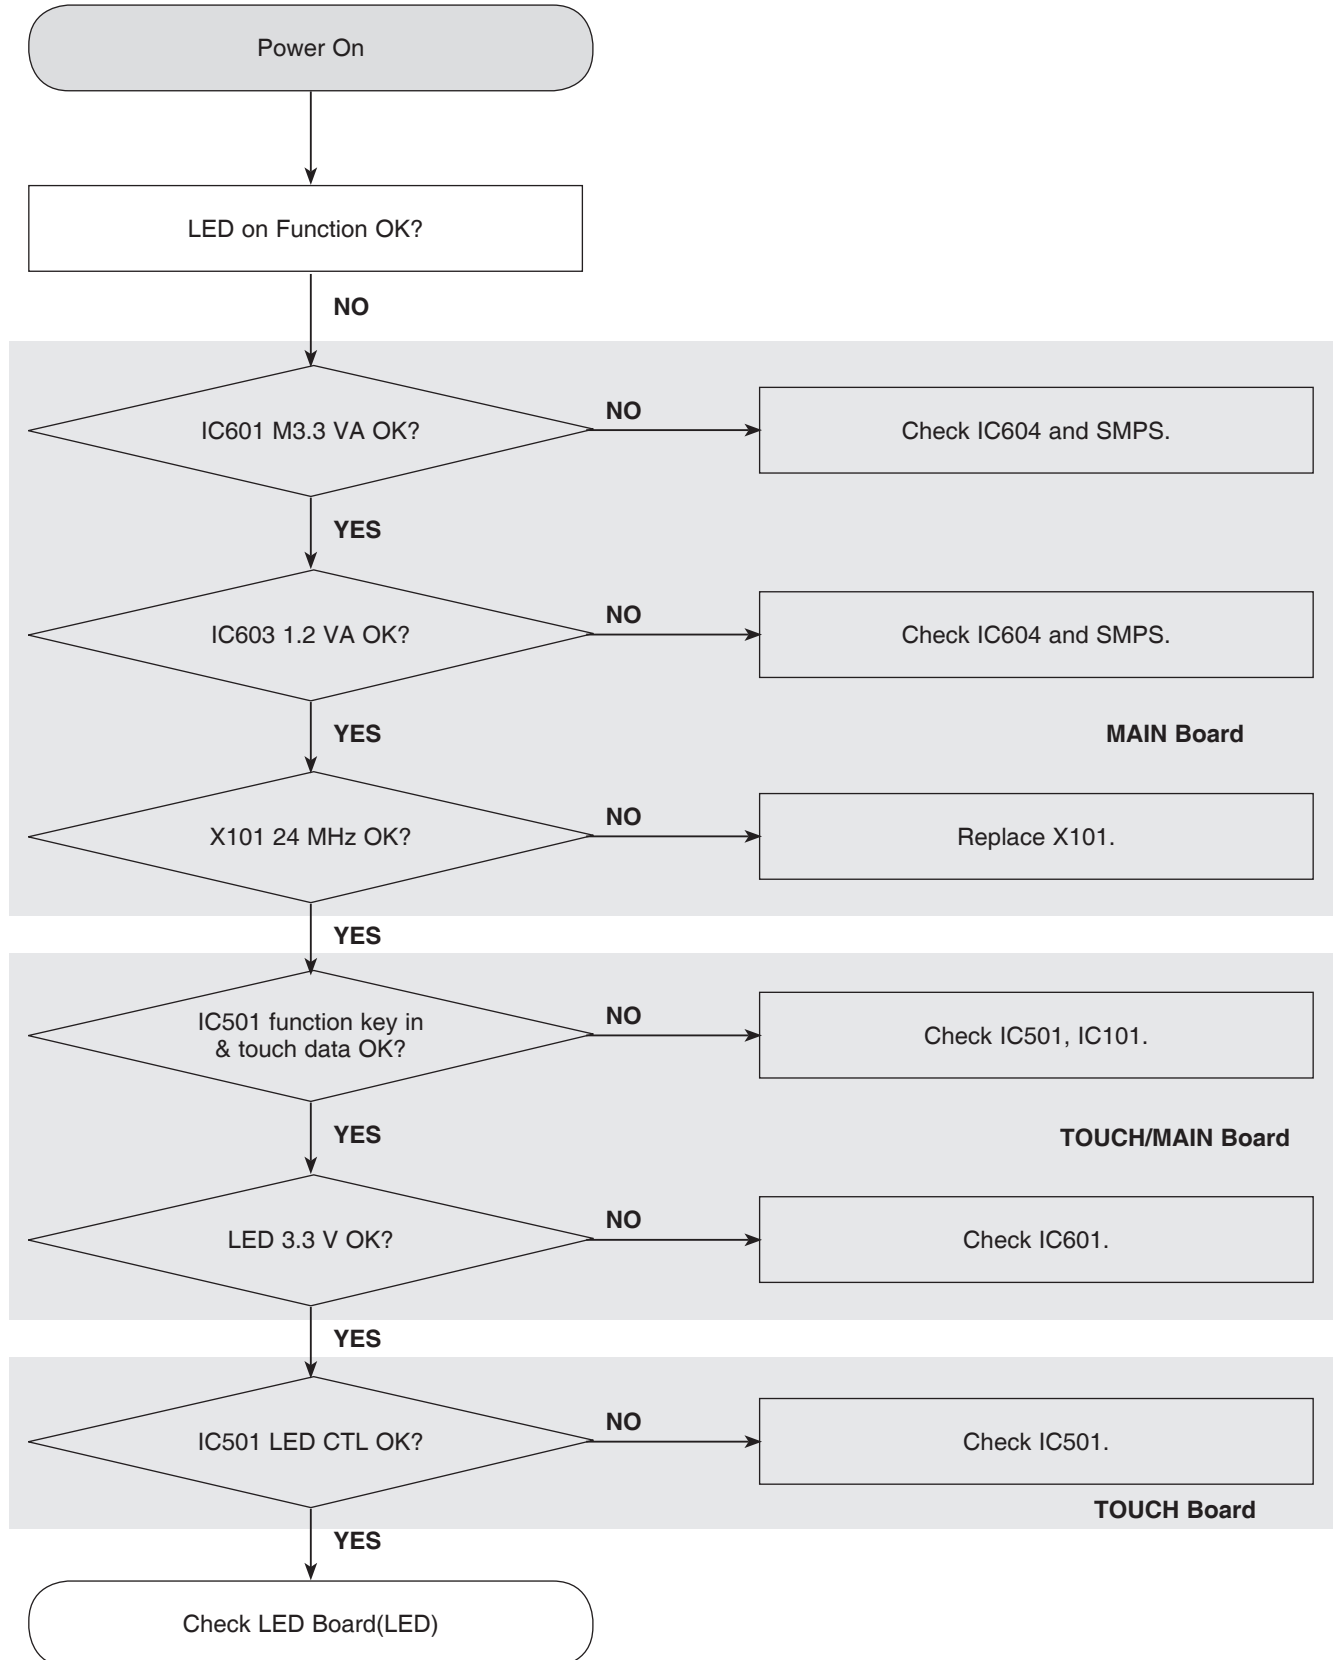 Power On
LED on Function OK?
NO
IC601 M3.3 VA OK?
NO
Check IC604 and SMPS.
YES
IC603 1.2 VA OK?
NO
Check IC604 and SMPS.
YES
MAIN Board
X101 24 MHz OK?
NO
Replace X101.
YES
IC501 function key in
& touch data OK?
NO
Check IC501, IC101.
YES
TOUCH/MAIN Board
LED 3.3 V OK?
NO
Check IC601.
YES
IC501 LED CTL OK?
NO
Check IC501.
TOUCH Board
YES
Check LED Board(LED)